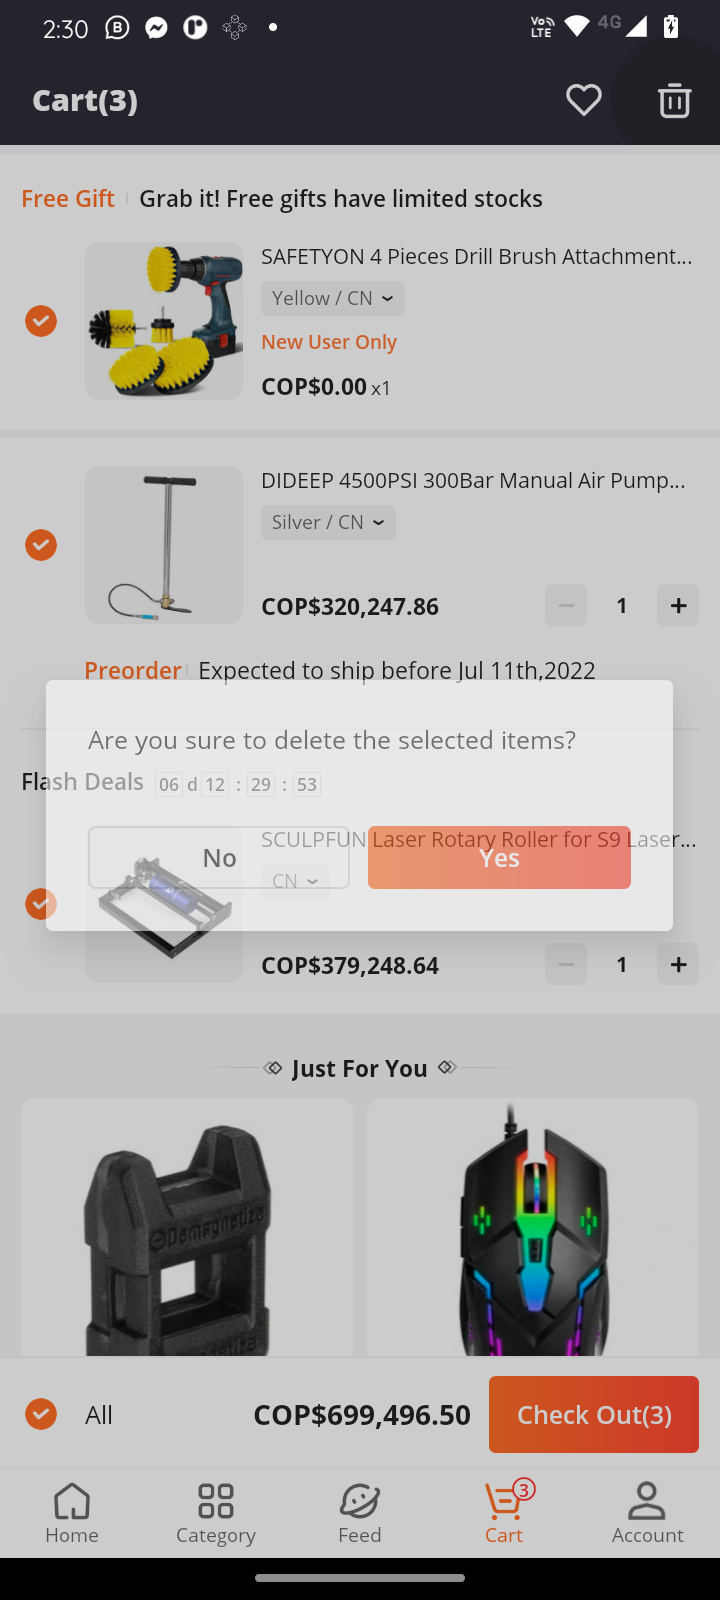 2:30
Vo LTE
4G
Cart(3)
Free Gift
Grab it! Free gifts have limited stocks
SAFETYON 4 Pieces Drill Brush Attachment...
Yellow / CN
New User Only
COP$0.00 x1
DIDEEP 4500PSI 300Bar Manual Air Pump...
Silver / CN
COP$320,247.86
1
Preorder
Expected to ship before Jul 11th,2022
Are you sure to delete the selected items?
Flash Deals 06 d 12 : 29 : 53
SCULPFUN Laser Rotary Roller for S9 Laser...
No
Yes
CN
COP$379,248.64
1
Just For You
Demagnetize
All
COP$699,496.50
Check Out(3)
Home
Category
Feed
3
Cart
Account